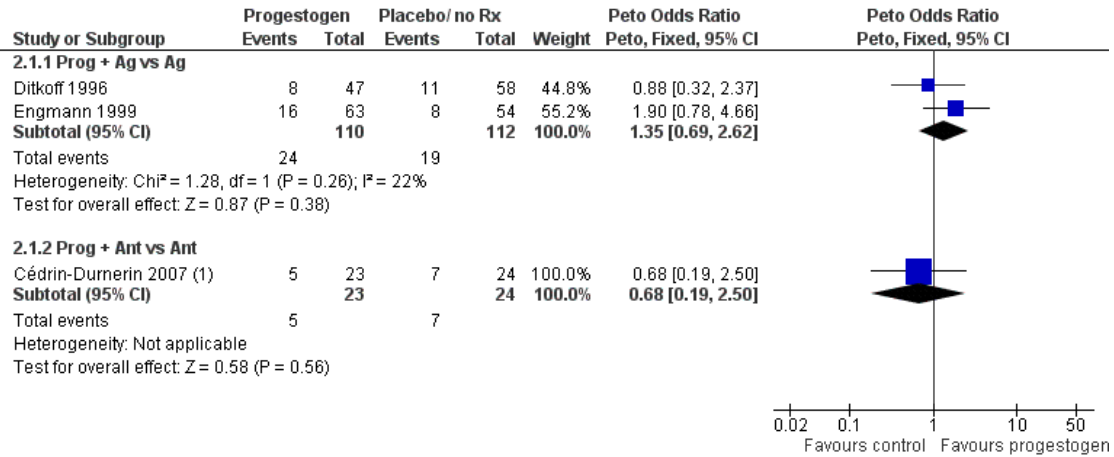 Progestogen Placebo/ no Rx Peto Odds Ratio Peto Odds Ratio
Study or Subgroup Events Total Events Total Weight Peto, Fixed, 95% CI Peto, Fixed, 95% CI
2.1.1 Prog + Ag vs Ag
Ditkoff 1996 8 47 11 58 44.8% 0.88 [0.32, 2.37]
Engmann 1999 16 63 8 54 55.2% 1.90 [0.78, 4.66]
Subtotal (95% CI) 110 112 100.0% 1.35 [0.69, 2.62]
Total events 24 19
Heterogeneity: Chi² = 1.28, df = 1 (P = 0.26); I² = 22%
Test for overall effect: Z = 0.87 (P = 0.38)
2.1.2 Prog + Ant vs Ant
Cédrin-Durnerin 2007 (1) 5 23 7 24 100.0% 0.68 [0.19, 2.50]
Subtotal (95% CI) 23 24 100.0% 0.68 [0.19, 2.50]
Total events 5 7
Heterogeneity: Not applicable
Test for overall effect: Z = 0.58 (P = 0.56)
0.02 0.1 1 10 50
Favours control Favours progestogen